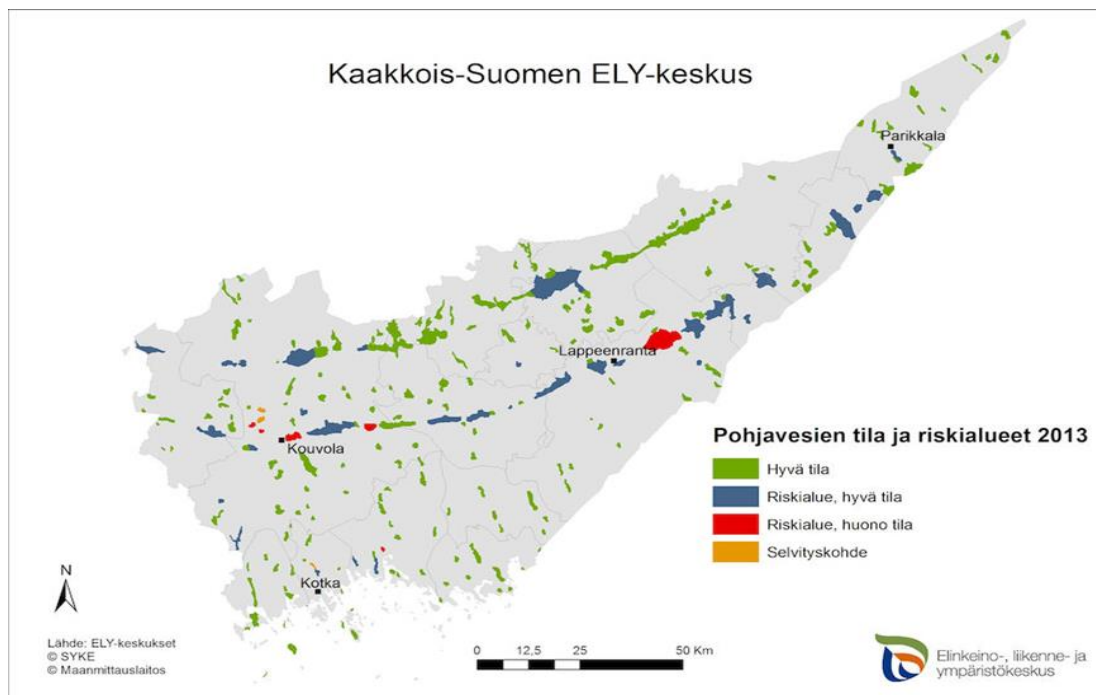 Kaakkois-Suomen ELY-keskus
Parikkala
Lappeenranta
Kouvola
Kotka
Pohjavesien tila ja riskialueet 2013
Hyvä tila
Riskialue, hyvä tila
Riskialue, huono tila
Selvityskohde
N
Lähde: ELY-keskukset
© SYKE
© Maanmittauslaitos
0 12,5 25 50 Km
Elinkeino-, liikenne- ja
ympäristökeskus